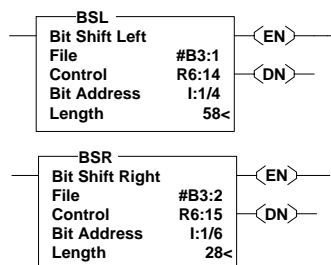 BSL
Bit Shift Left EN
File #B3:1
Control R6:14 DN
Bit Address I:1/4
Length 58<
BSR
Bit Shift Right EN
File #B3:2
Control R6:15 DN
Bit Address I:1/6
Length 28<